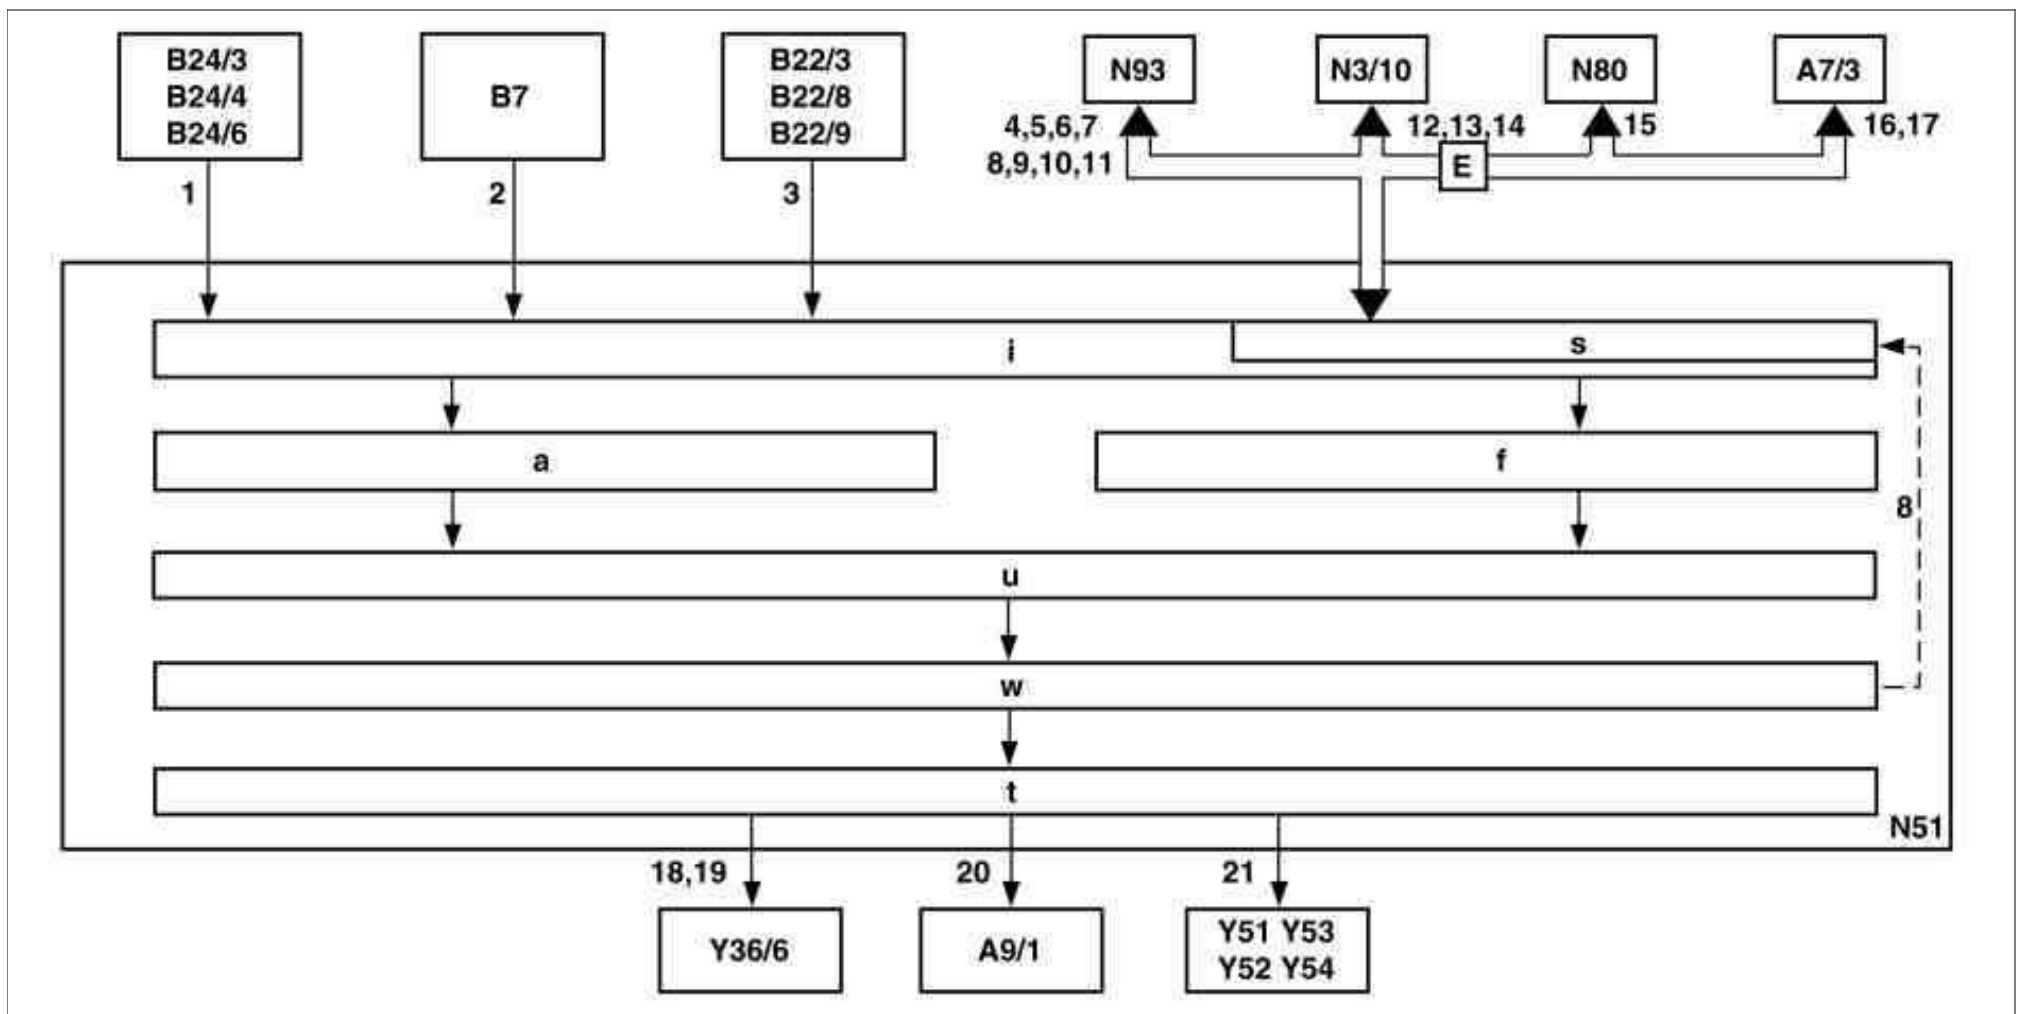 B24/3
B24/4
B24/6
B7
B22/3
B22/8
B22/9
N93
N3/10
N80
A7/3
4,5,6,7
8,9,10,11
12,13,14
15
16,17
E
1
2
3
i
s
a
f
8
u
w
t
N51
18,19
20
21
Y36/6
A9/1
Y51 Y53
Y52 Y54